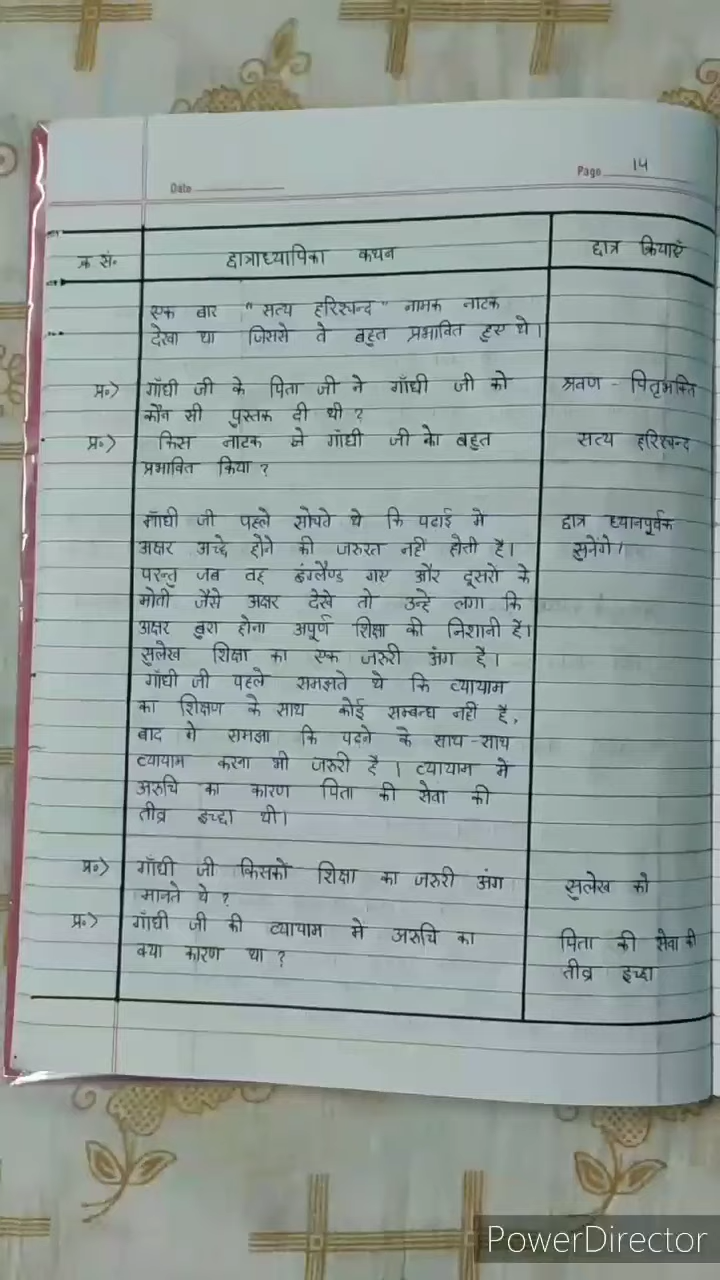 Date
Page 14
क्र सं॰ छात्राध्यापिका कथन छात्र क्रियाएँ
एक बार "सत्य हरिश्चन्द" नामक नाटक
देखा था जिससे वे बहुत प्रभावित हुए थे।
प्र॰> गाँधी जी के पिता जी ने गाँधी जी को श्रवण - पितृभक्ति
कौन सी पुस्तक दी थी?
प्र॰> किस नाटक ने गाँधी जी को बहुत सत्य हरिश्चन्द
प्रभावित किया?
गाँधी जी पहले सोचते थे कि पढाई मे छात्र ध्यानपूर्वक
अक्षर अच्छे होने की जरुरत नहीं होती है। सुनेंगे।
परन्तु जब वह इंग्लैण्ड गए और दूसरो के
मोती जैसे अक्षर देखे तो उन्हे लगा कि
अक्षर बुरा होना अपूर्ण शिक्षा की निशानी है।
सुलेख शिक्षा का एक जरुरी अंग है।
गाँधी जी पहले समझते थे कि व्यायाम
का शिक्षण के साथ कोई सम्बन्ध नही है,
बाद मे समझा कि पढने के साथ-साथ
व्यायाम करना भी जरुरी है। व्यायाम मे
अरुचि का कारण पिता की सेवा की
तीव्र इच्छा थी।
प्र॰> गाँधी जी किसको शिक्षा का जरुरी अंग सुलेख को
मानते थे?
प्र॰> गाँधी जी की व्यायाम मे अरुचि का पिता की सेवा की
क्या कारण था? तीव्र इच्छा
PowerDirector